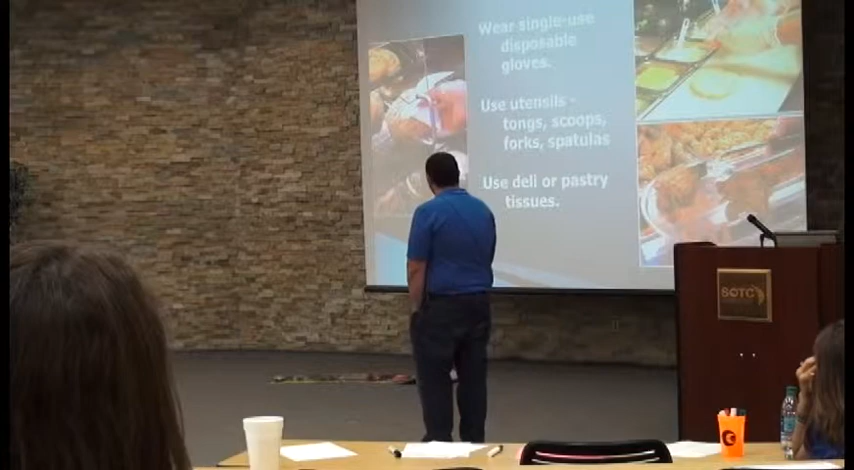 Wear single-use
disposable
gloves.
Use utensils -
tongs, scoops,
forks, spatulas
Use deli or pastry
tissues.
SOTC